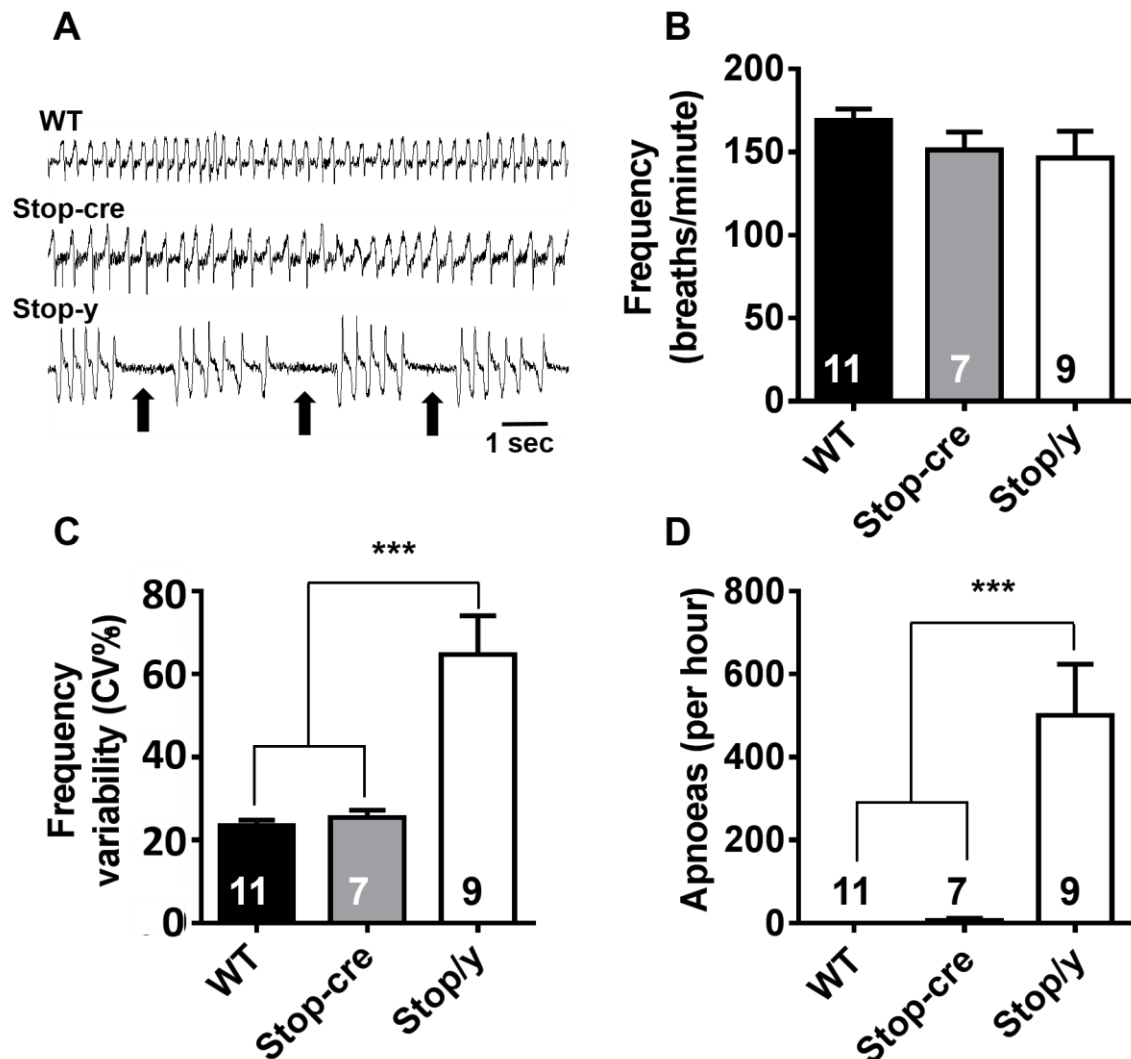 A
WT
Stop-cre
Stop-y
1 sec
B
Frequency
(breaths/minute)
200
150
100
50
0
11
7
9
WT
Stop-cre
Stop/y
C
Frequency
variability (CV%)
***
80
60
40
20
0
11
7
9
WT
Stop-cre
Stop/y
D
Apnoeas (per hour)
***
800
600
400
200
0
11
7
9
WT
Stop-cre
Stop/y